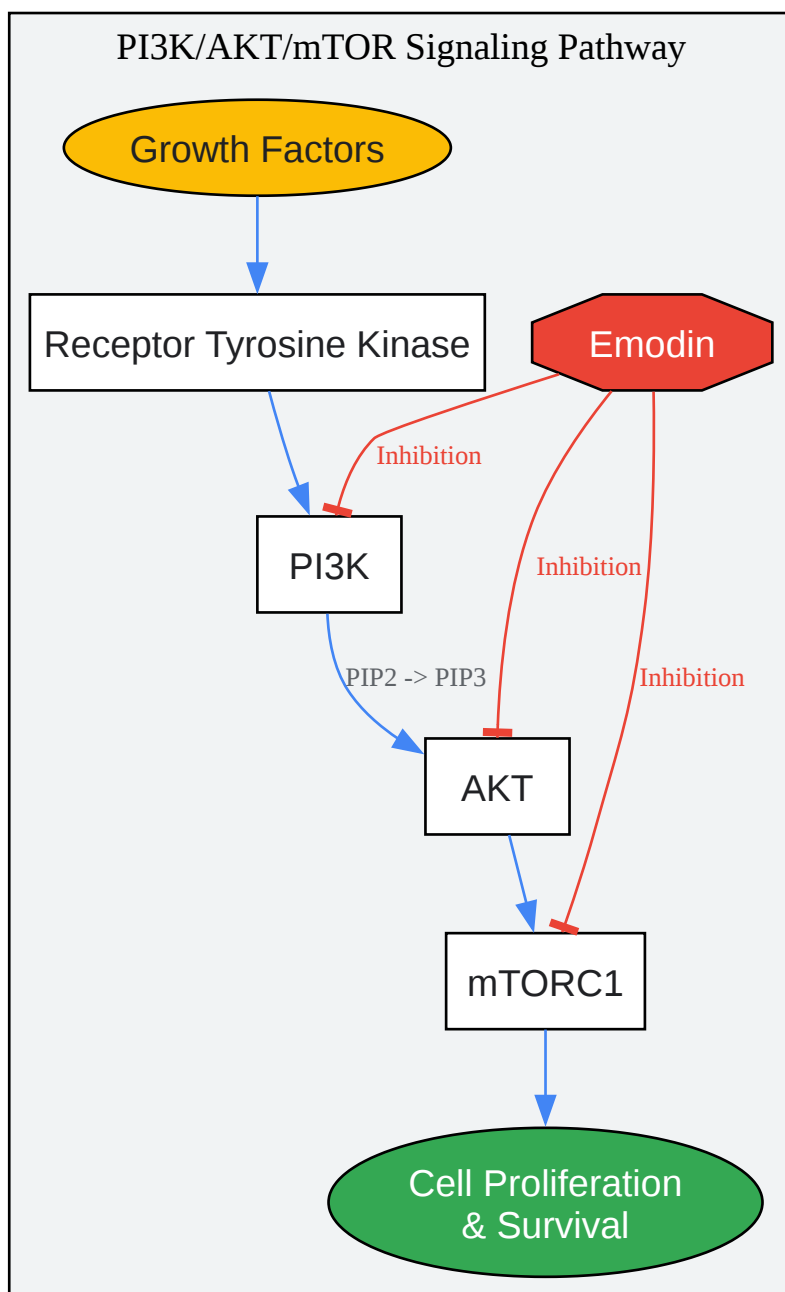 PI3K/AKT/mTOR Signaling Pathway
Growth Factors
Receptor Tyrosine Kinase
Emodin
Inhibition
PI3K
Inhibition
PIP2 -> PIP3
Inhibition
AKT
mTORC1
Cell Proliferation
& Survival